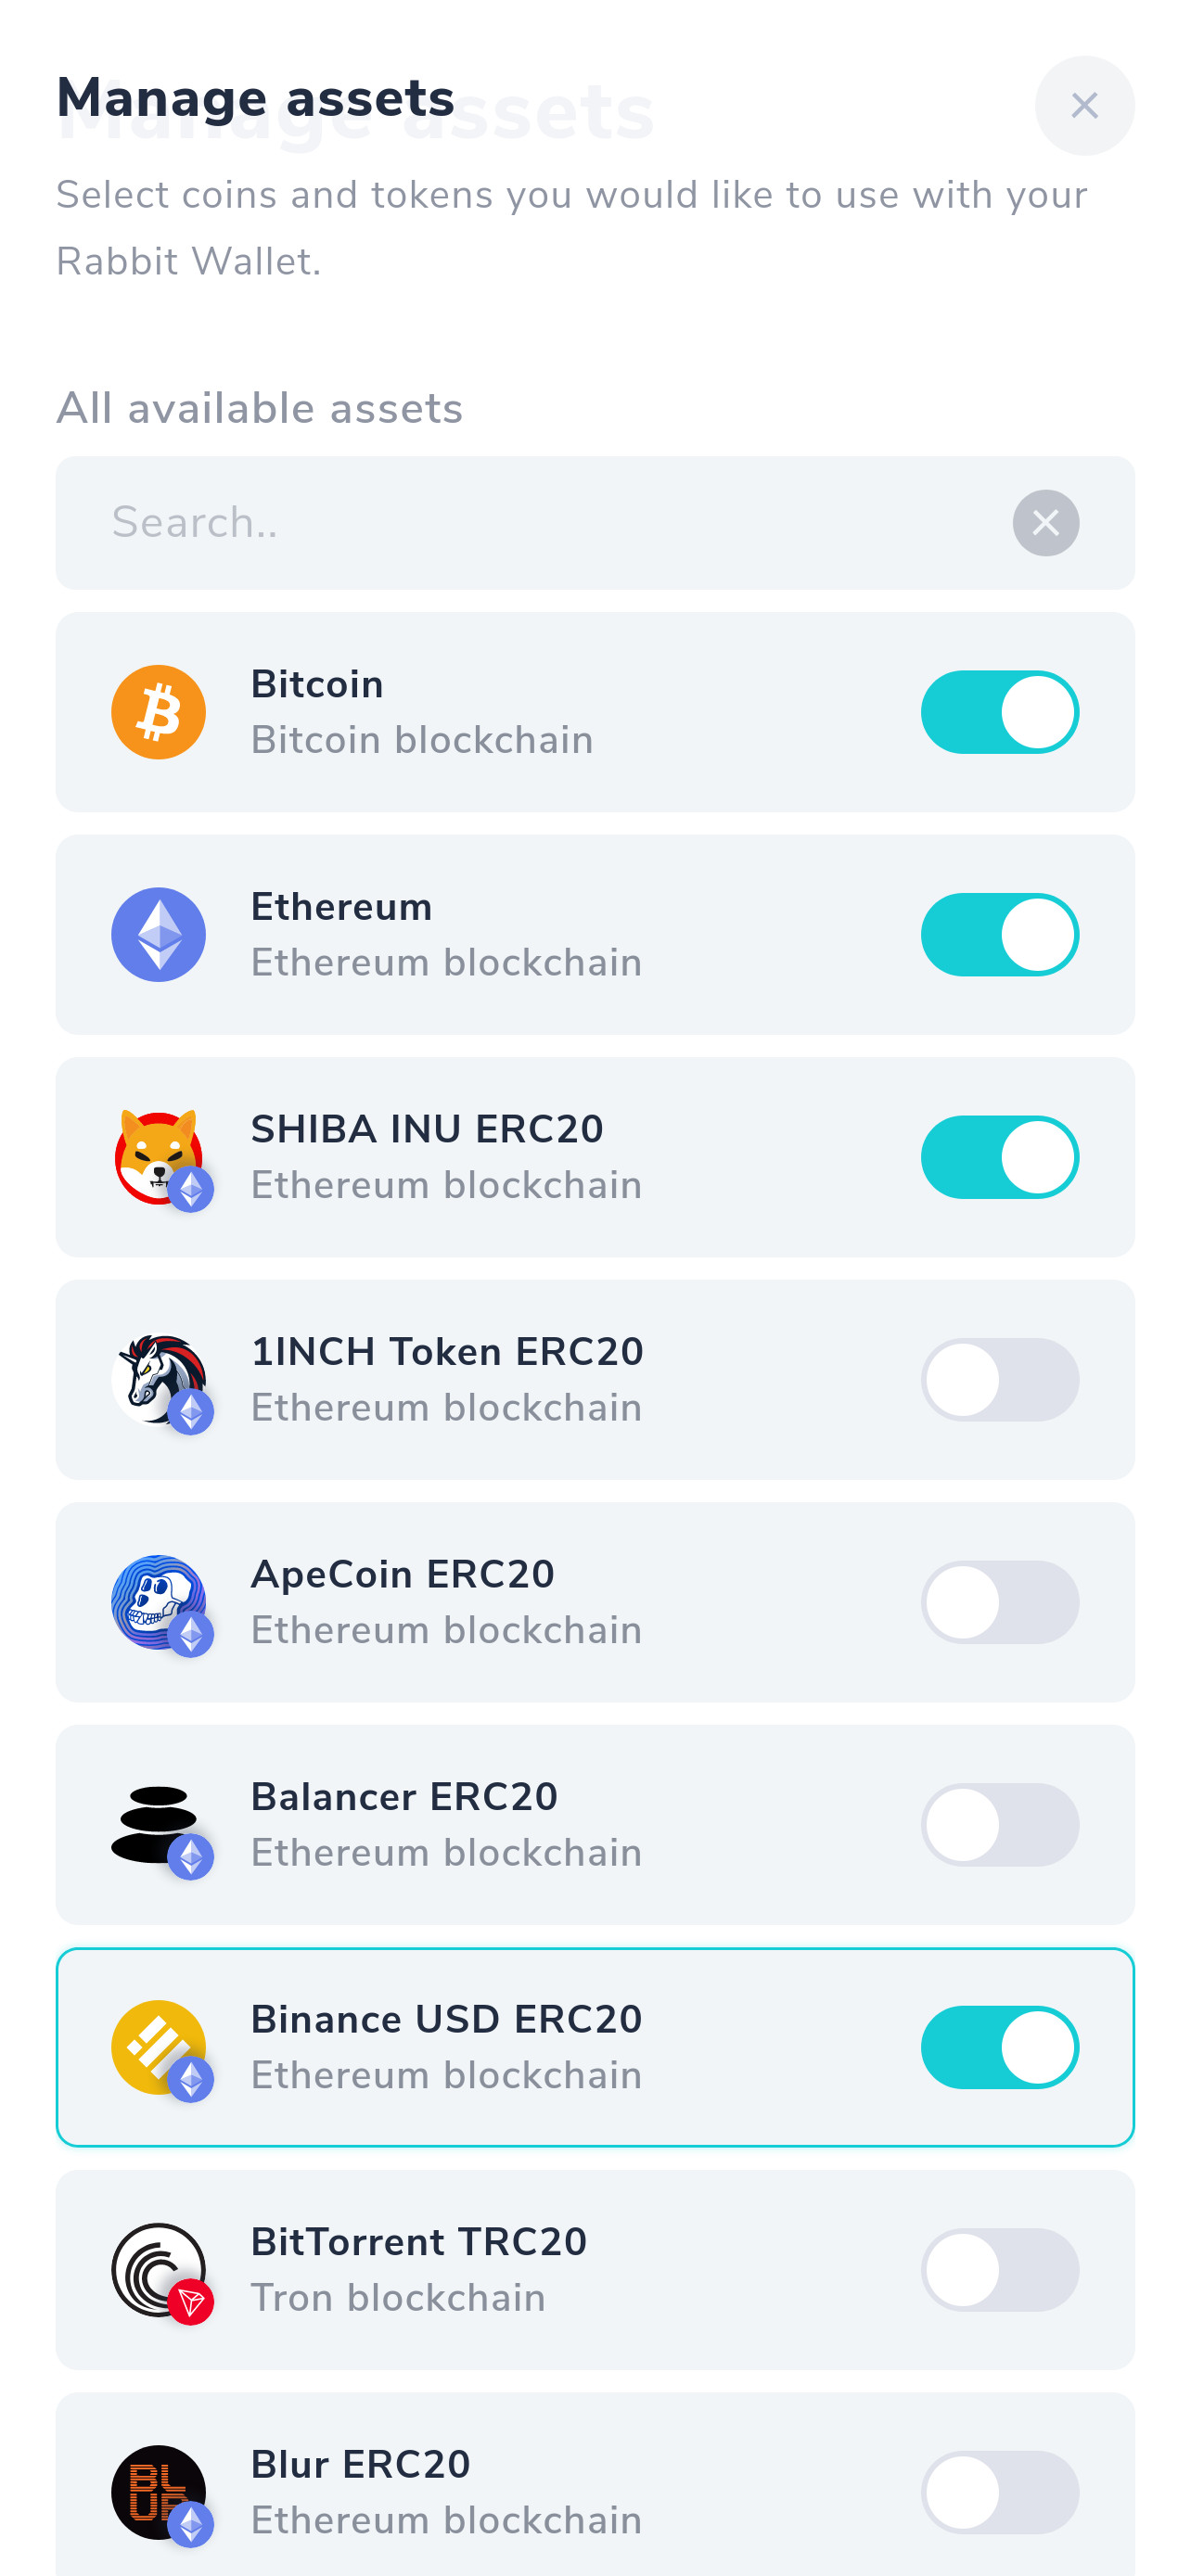 Manage assets
Manage assets
Select coins and tokens you would like to use with your
Rabbit Wallet.
All available assets
Search..
Bitcoin
Bitcoin blockchain
Ethereum
Ethereum blockchain
SHIBA INU ERC20
Ethereum blockchain
1INCH Token ERC20
Ethereum blockchain
ApeCoin ERC20
Ethereum blockchain
Balancer ERC20
Ethereum blockchain
Binance USD ERC20
Ethereum blockchain
BitTorrent TRC20
Tron blockchain
Blur ERC20
Ethereum blockchain